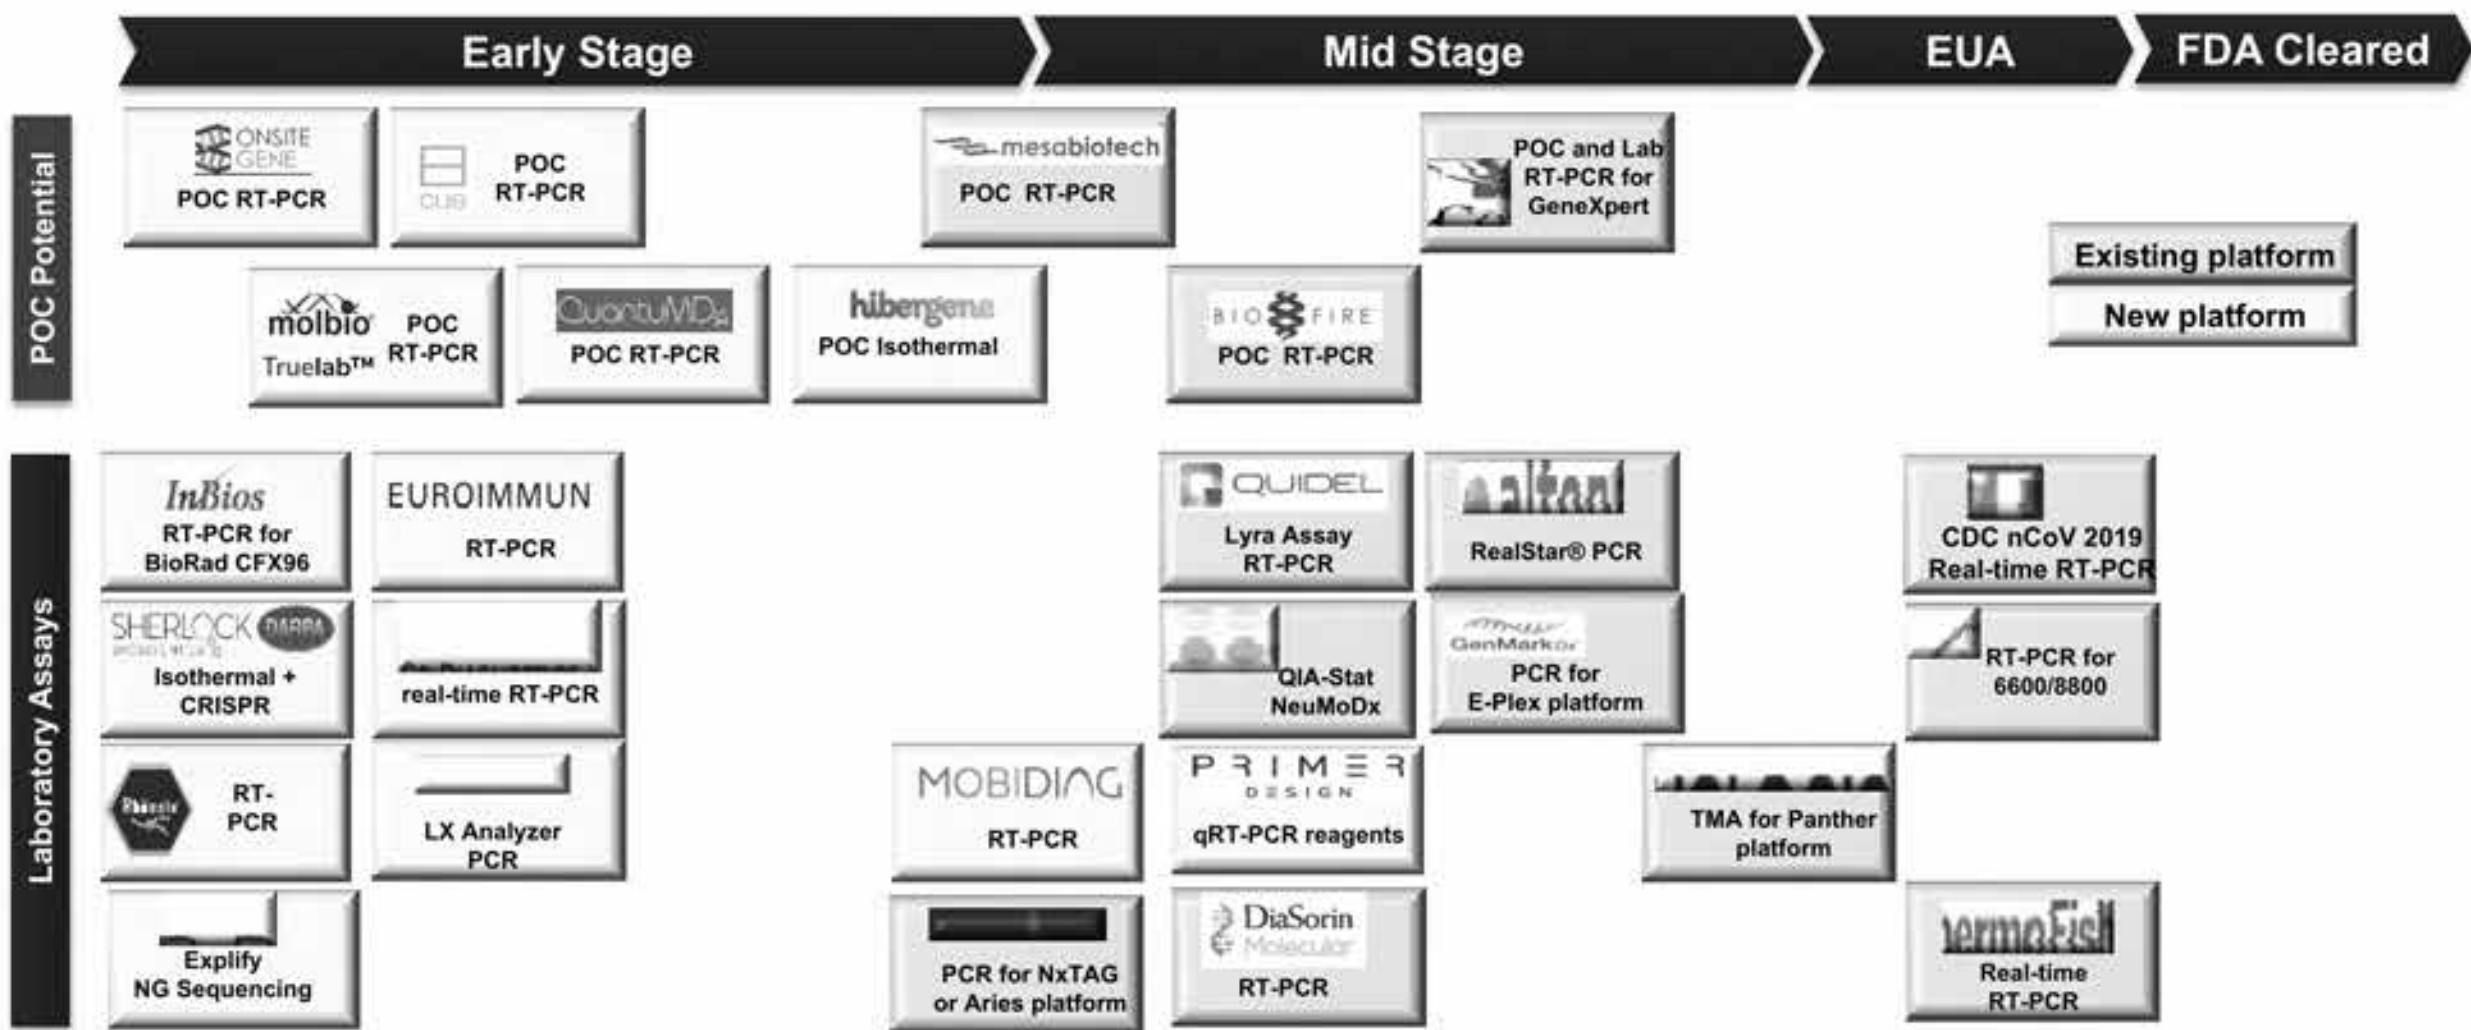 Early Stage
Mid Stage
EUA
FDA Cleared
POC Potential
ONSITE
GENE
POC RT-PCR
CUE
POC
RT-PCR
mesabiotech
POC RT-PCR
POC and Lab
RT-PCR for
GeneXpert
Existing platform
New platform
molbio
Truelab™
POC
RT-PCR
QuantuMDx
POC RT-PCR
hibergene
POC Isothermal
BIO FIRE
POC RT-PCR
Laboratory Assays
InBios
RT-PCR for
BioRad CFX96
EUROIMMUN
RT-PCR
QUIDEL
Lyra Assay
RT-PCR
altona
RealStar® PCR
CDC nCoV 2019
Real-time RT-PCR
SHERLOCK
DARPA
Isothermal +
CRISPR
real-time RT-PCR
QIA-Stat
NeuMoDx
GenMarkDx
PCR for
E-Plex platform
RT-PCR for
6600/8800
RT-
PCR
LX Analyzer
PCR
MOBIDIAG
RT-PCR
PRIMER
DESIGN
qRT-PCR reagents
TMA for Panther
platform
Explify
NG Sequencing
PCR for NxTAG
or Aries platform
DiaSorin
Molecular
RT-PCR
hermoFish
Real-time
RT-PCR